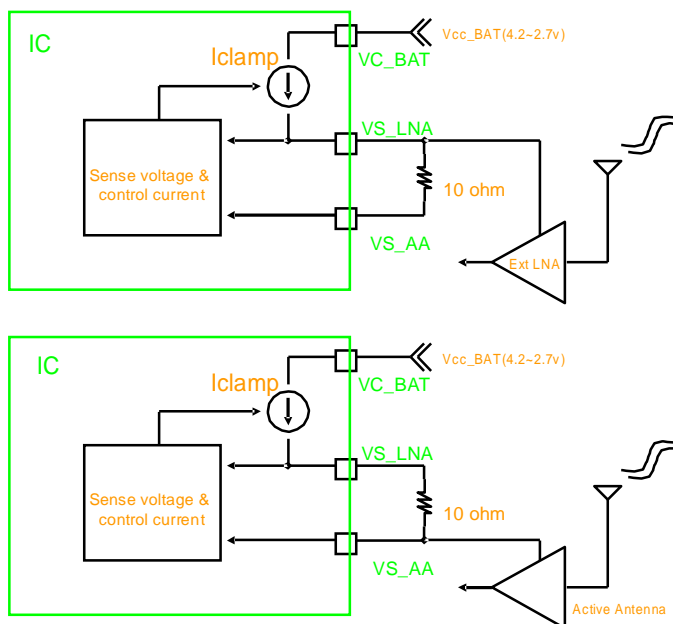 IC
Iclamp
Vcc_BAT(4.2~2.7v)
VC_BAT
VS_LNA
Sense voltage &
control current
10 ohm
VS_AA
Ext LNA
IC
Iclamp
Vcc_BAT(4.2~2.7v)
VC_BAT
VS_LNA
Sense voltage &
control current
10 ohm
VS_AA
Active Antenna